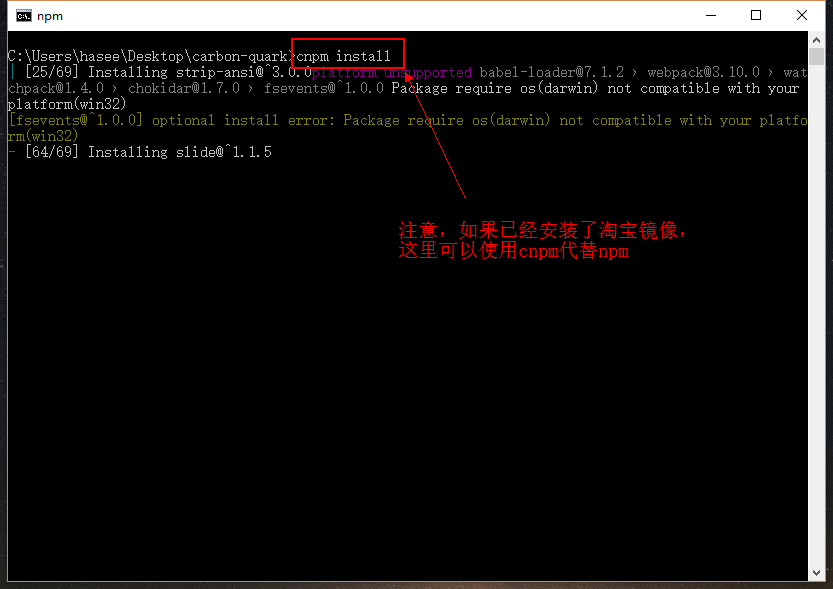 npm
C:\Users\hasee\Desktop\carbon-quark>cnpm install
| [25/69] Installing strip-ansi@^3.0.0platform unsupported babel-loader@7.1.2 › webpack@3.10.0 › wat
chpack@1.4.0 › chokidar@1.7.0 › fsevents@^1.0.0 Package require os(darwin) not compatible with your
platform(win32)
[fsevents@^1.0.0] optional install error: Package require os(darwin) not compatible with your platfo
rm(win32)
- [64/69] Installing slide@^1.1.5
注意，如果已经安装了淘宝镜像，
这里可以使用cnpm代替npm